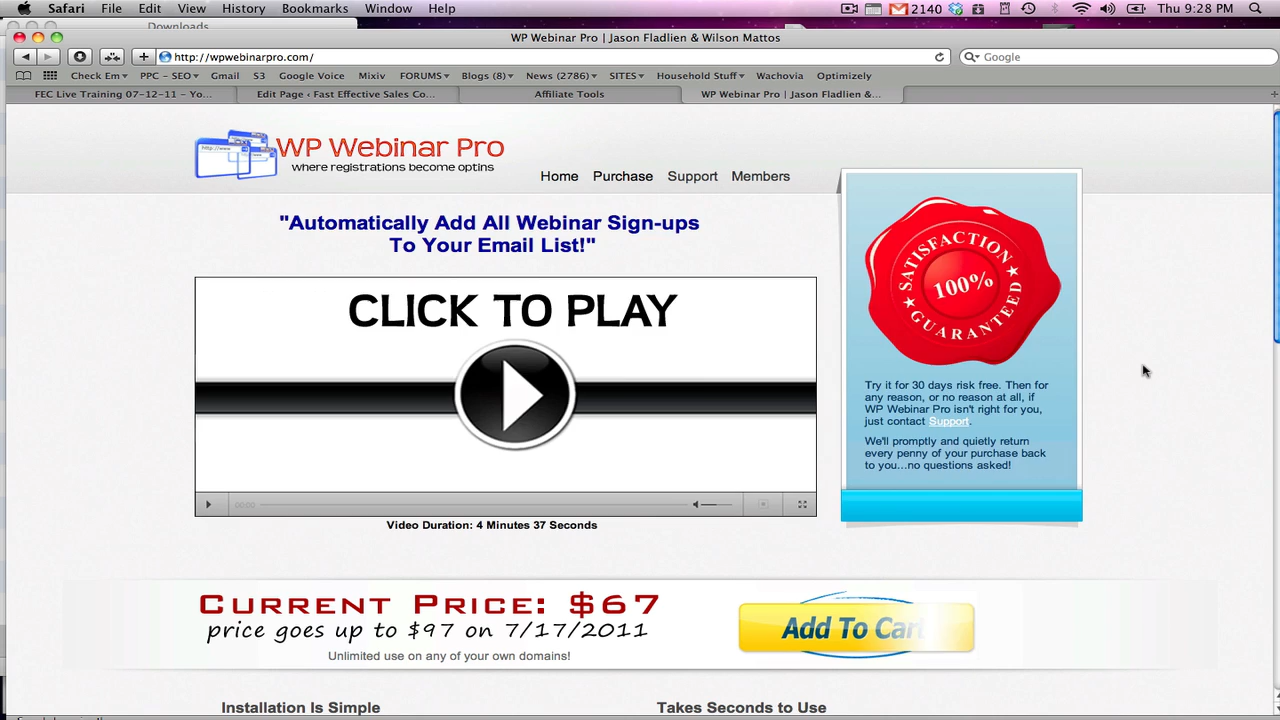 Safari File Edit View History Bookmarks Window Help 2140 Thu 9:28 PM
Downloads
WP Webinar Pro | Jason Fladlien & Wilson Mattos
http://wpwebinarpro.com/ Google
Check Em PPC - SEO Gmail S3 Google Voice Mixiv FORUMS Blogs (8) News (2786) SITES Household Stuff Wachovia Optimizely
FEC Live Training 07-12-11 – Yo... Edit Page ‹ Fast Effective Sales Co... Affiliate Tools WP Webinar Pro | Jason Fladlien &...
http://www
WP Webinar Pro
where registrations become optins
Home Purchase Support Members
"Automatically Add All Webinar Sign-ups
To Your Email List!"
CLICK TO PLAY
00:00
Video Duration: 4 Minutes 37 Seconds
SATISFACTION
100%
GUARANTEED
Try it for 30 days risk free. Then for
any reason, or no reason at all, if
WP Webinar Pro isn't right for you,
just contact Support.
We'll promptly and quietly return
every penny of your purchase back
to you...no questions asked!
Current Price: $67
price goes up to $97 on 7/17/2011
Unlimited use on any of your own domains!
Add To Cart
Installation Is Simple
Takes Seconds to Use